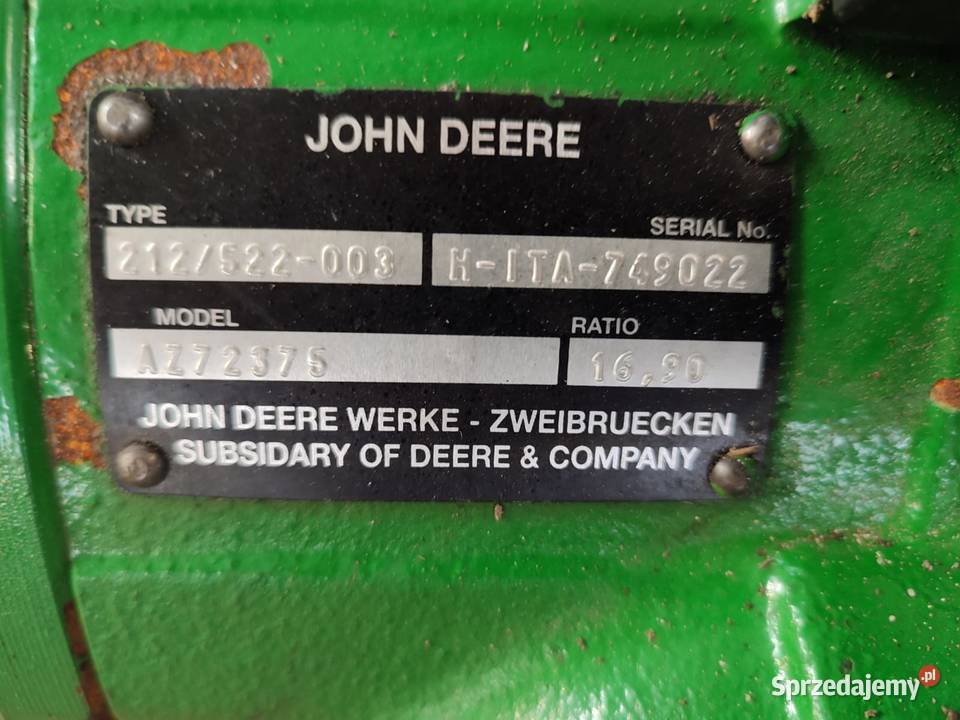 JOHN DEERE
TYPE
SERIAL No.
212/522-003
H-ITA-749022
MODEL
RATIO
AZ72375
16,90
JOHN DEERE WERKE - ZWEIBRUECKEN
SUBSIDARY OF DEERE & COMPANY
Sprzedajemy.pl